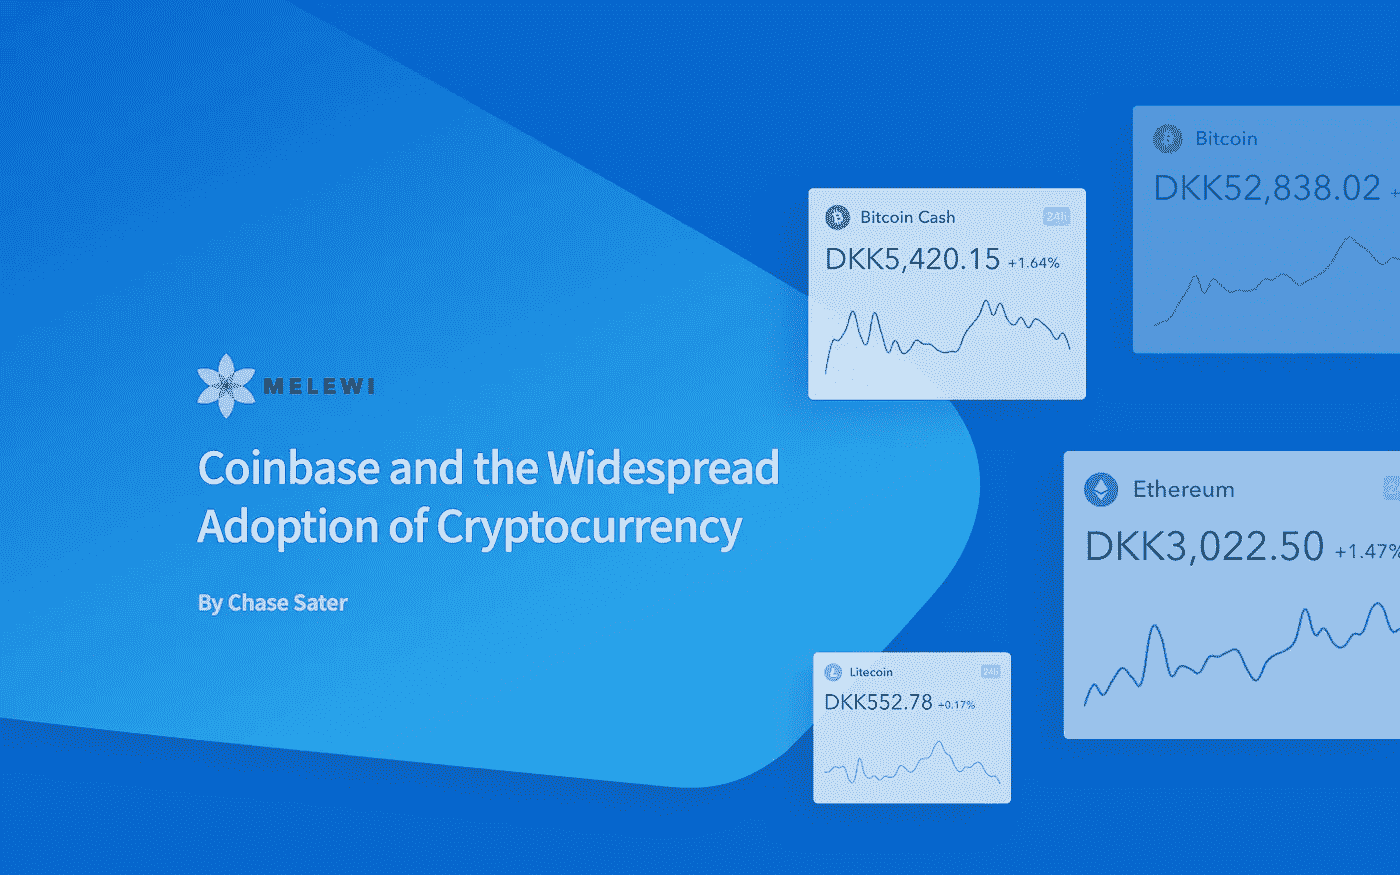 MELEWI
Coinbase and the Widespread
Adoption of Cryptocurrency
By Chase Sater
Bitcoin Cash 24h
DKK5,420.15 +1.64%
Bitcoin
DKK52,838.02 +
Ethereum
DKK3,022.50 +1.47%
Litecoin 24h
DKK552.78 +0.17%